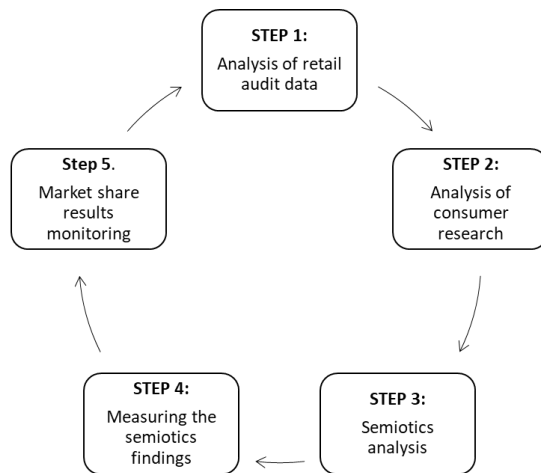 STEP 1:
Analysis of retail
audit data
STEP 2:
Analysis of
consumer
research
STEP 3:
Semiotics
analysis
STEP 4:
Measuring the
semiotics
findings
Step 5.
Market share
results
monitoring